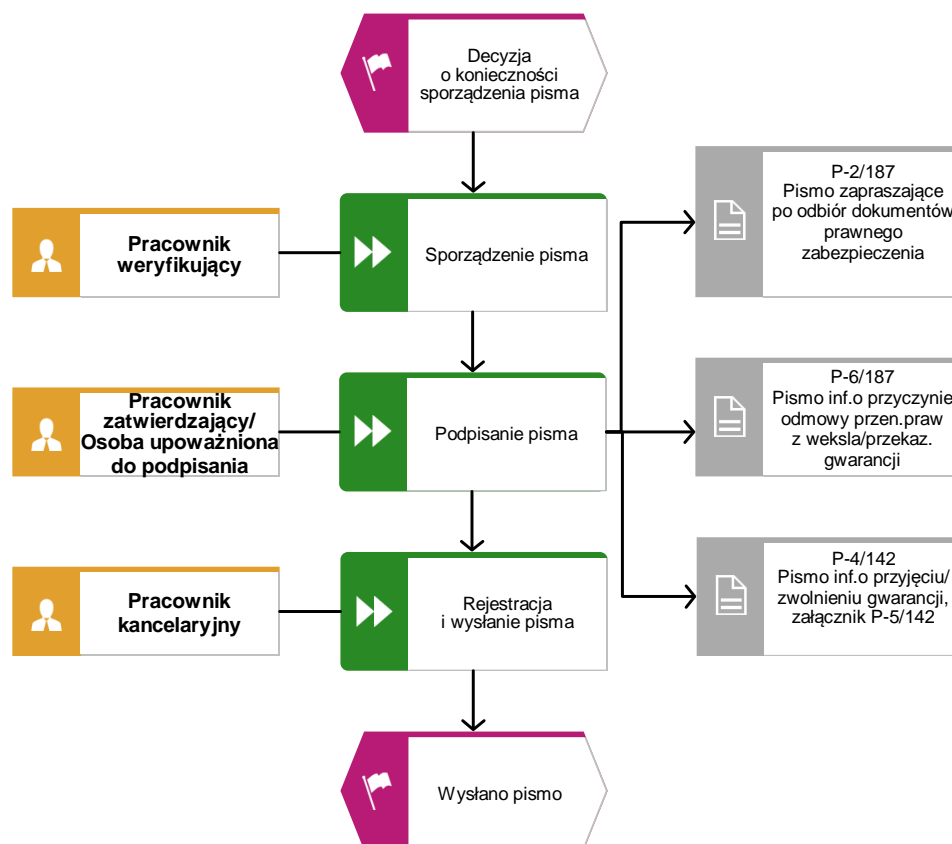 Decyzja
o konieczności
sporządzenia pisma
Pracownik
weryfikujący
Sporządzenie pisma
P-2/187
Pismo zapraszające
po odbiór dokumentów
prawnego
zabezpieczenia
Pracownik
zatwierdzający/
Osoba upoważniona
do podpisania
Podpisanie pisma
P-6/187
Pismo inf.o przyczynie
odmowy przen.praw
z weksla/przekaz.
gwarancji
Pracownik
kancelaryjny
Rejestracja
i wysłanie pisma
P-4/142
Pismo inf.o przyjęciu/
zwolnieniu gwarancji,
załącznik P-5/142
Wysłano pismo